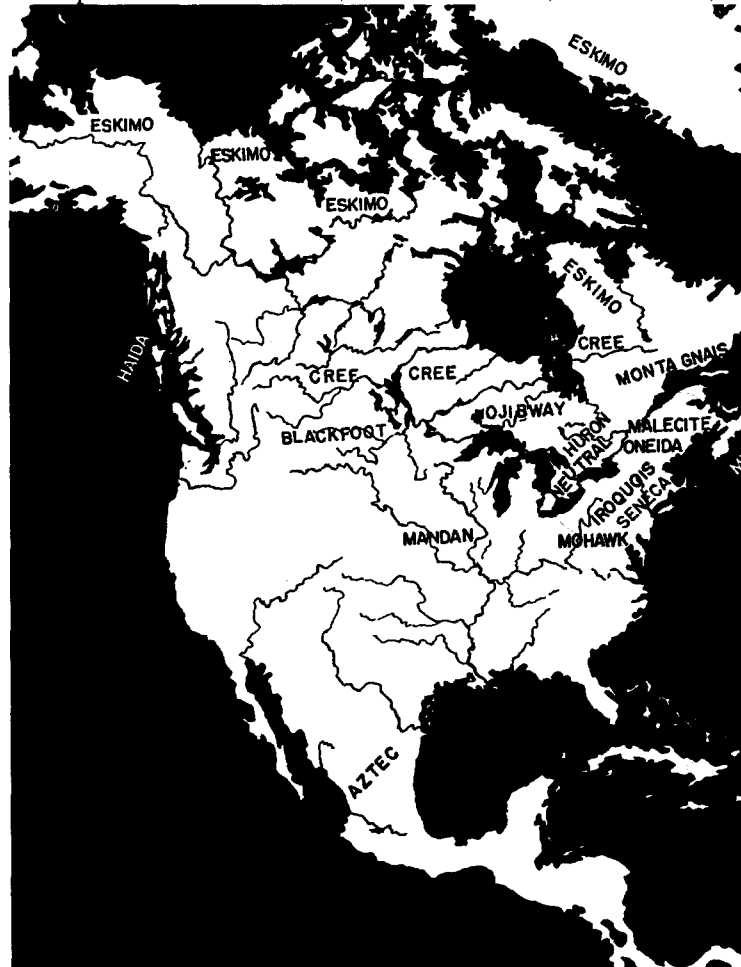 ESKIMO
ESKIMO
ESKIMO
ESKIMO
ESKIMO
HAIDA
CREE
CREE
CREE
MONTAGNAIS
OJIBWAY
BLACKFOOT
HURON
NEUTRAL
MALECITE
ONEIDA
IROQUOIS
SENECA
MANDAN
MOHAWK
AZTEC